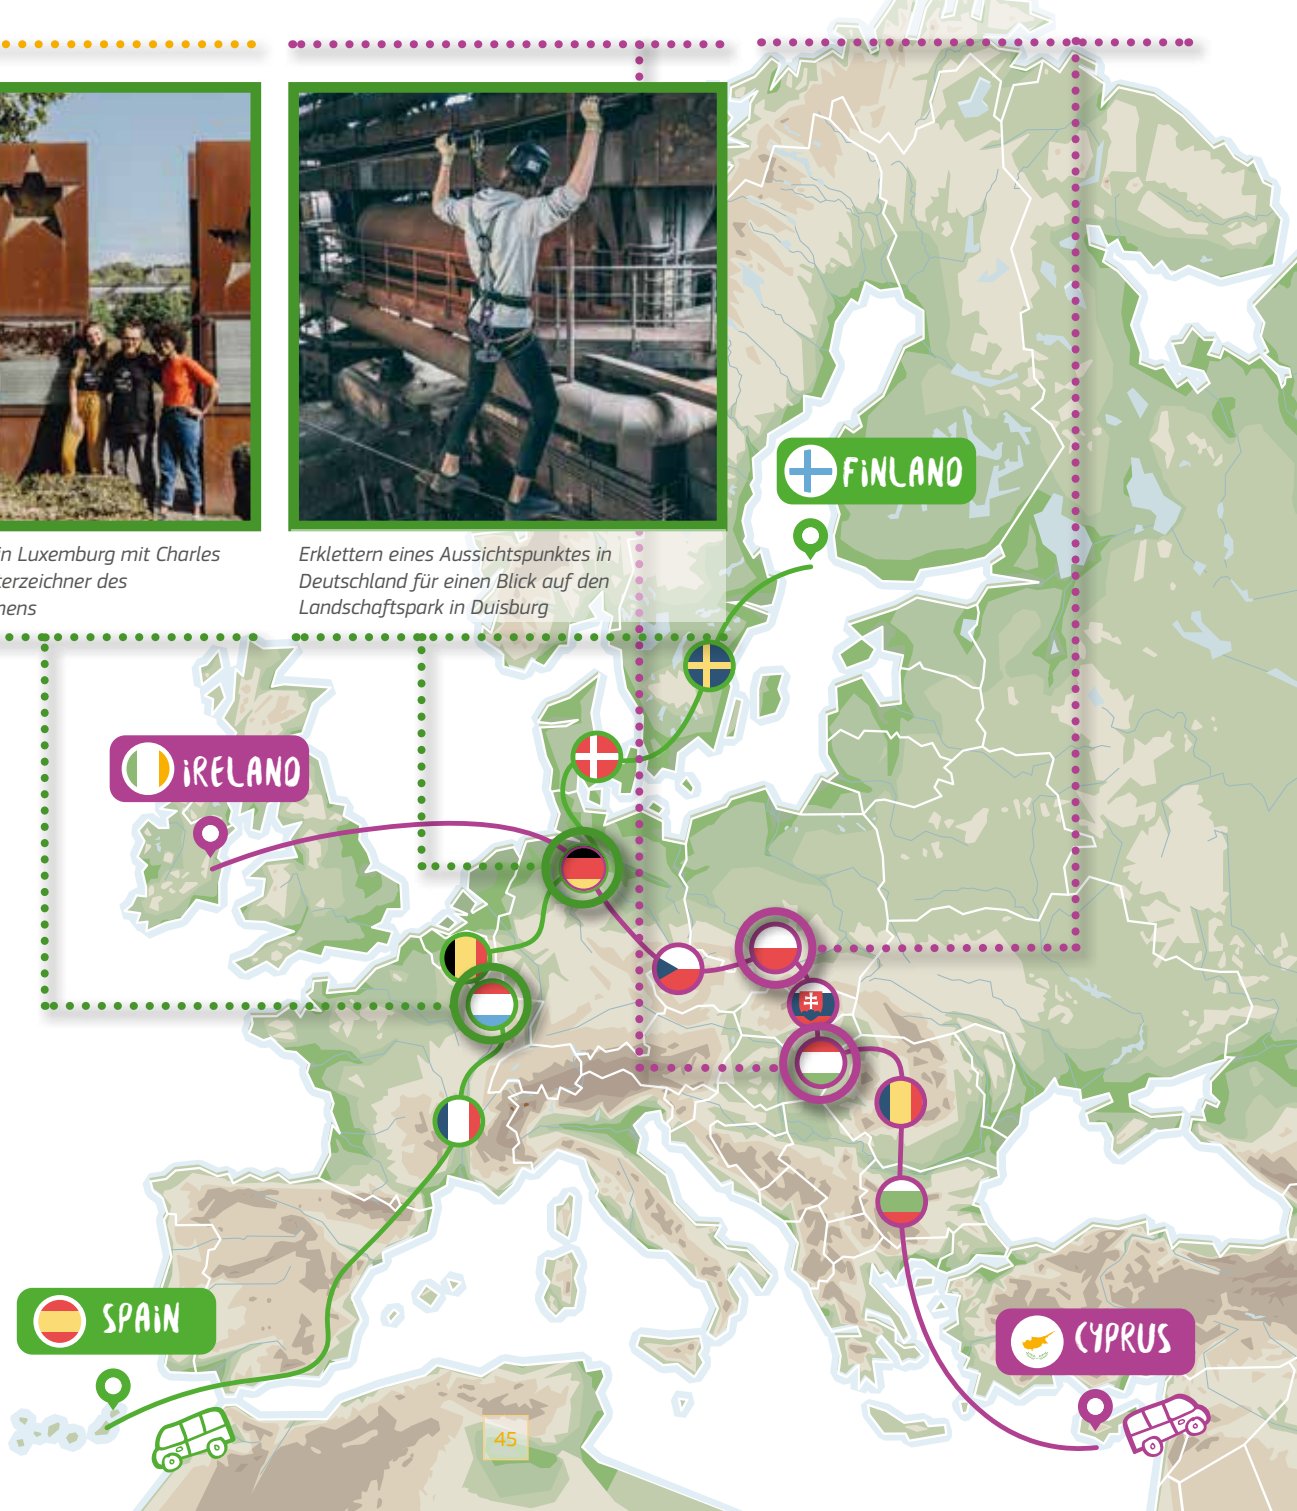 in Luxemburg mit Charles
terzeichner des
mens
Erklettern eines Aussichtspunktes in
Deutschland für einen Blick auf den
Landschaftspark in Duisburg
FiNLAND
iRELAND
SPAiN
CYPRUS
45